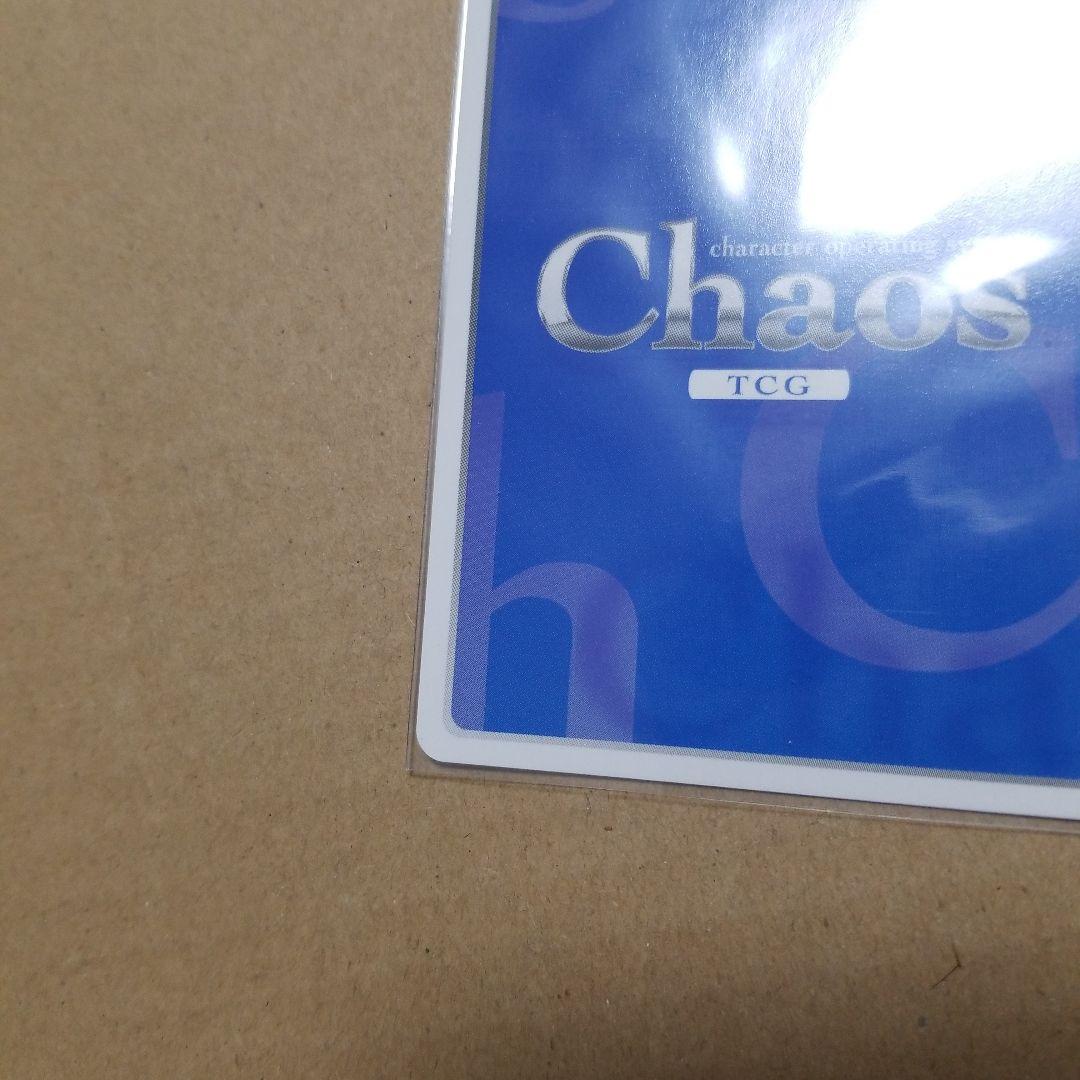 character operating
Chaos
TCG
h C